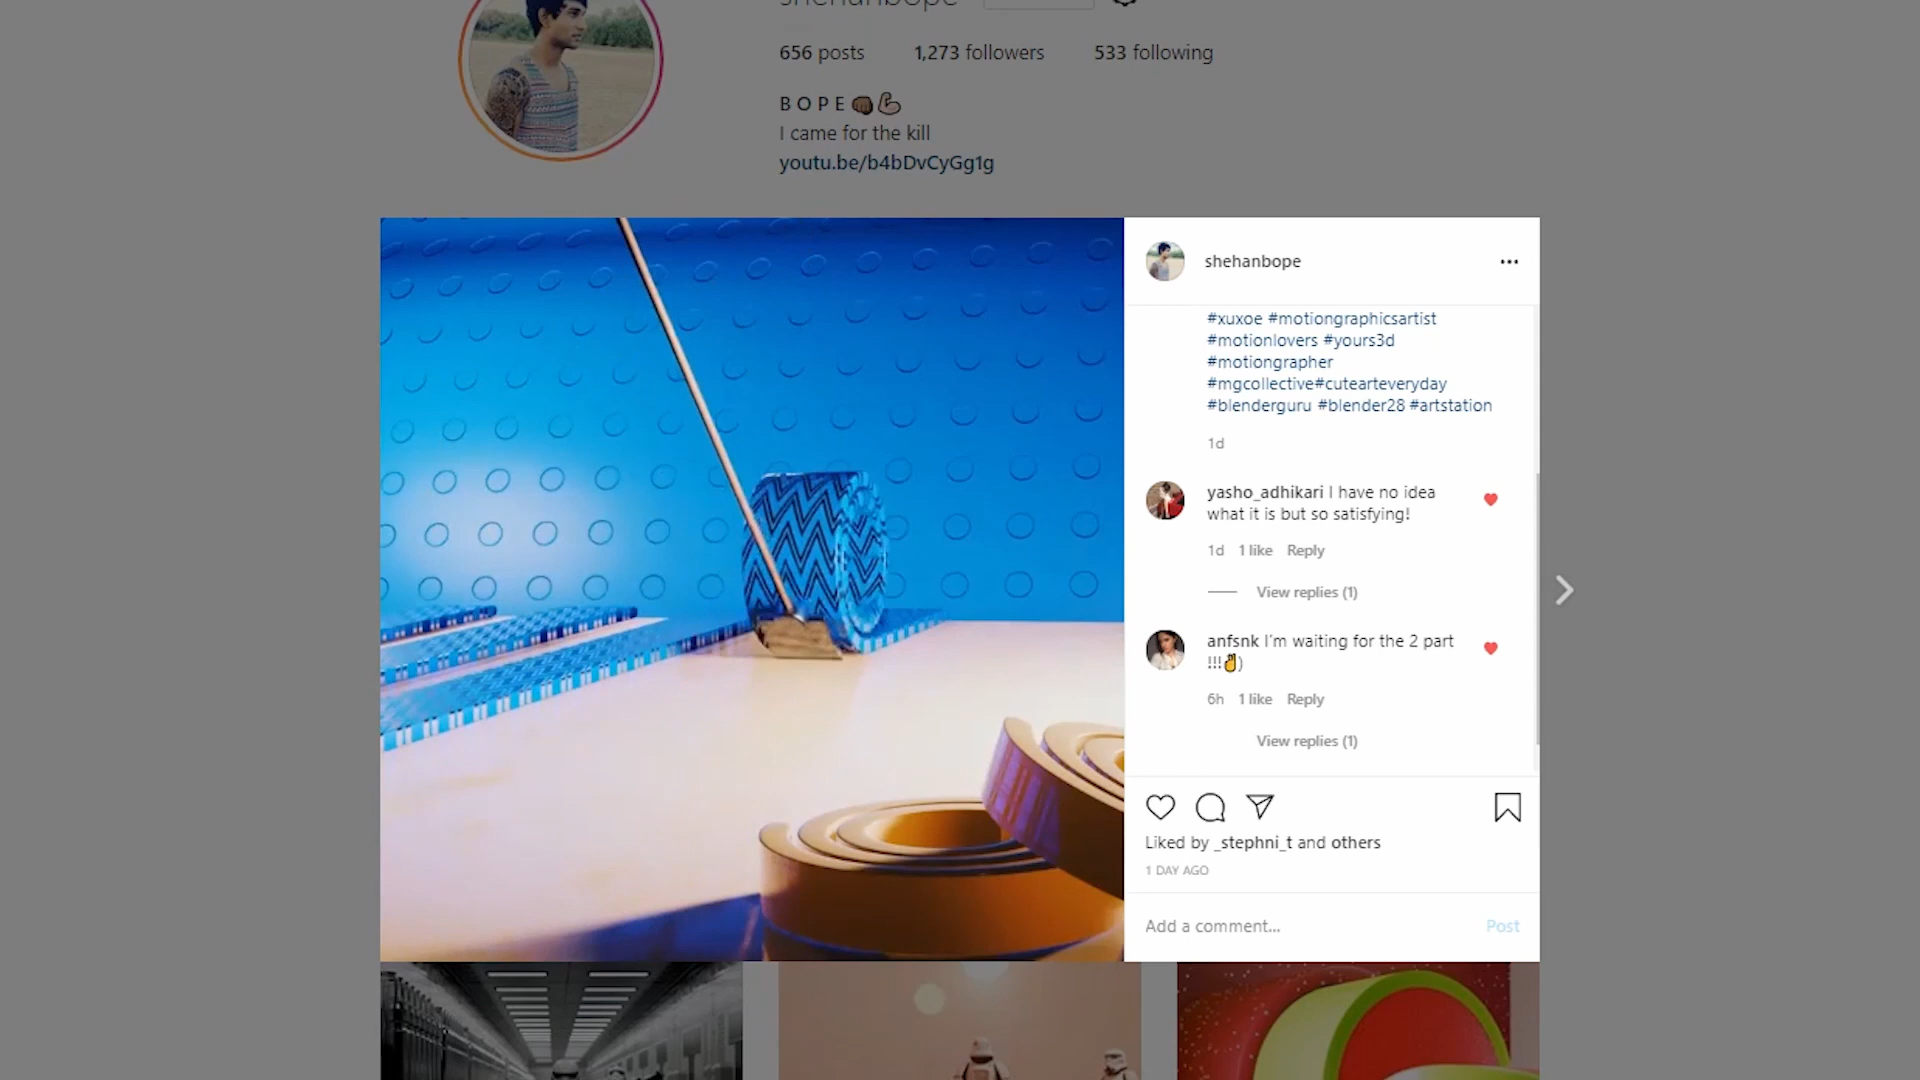 656 posts 1,273 followers 533 following
B O P E👊🏾💪🏼
I came for the kill
youtu.be/b4bDvCyGg1g
shehanbope
#xuxoe #motiongraphicsartist
#motionlovers #yours3d
#motiongrapher
#mgcollective#cutearteveryday
#blenderguru #blender28 #artstation
1d
yasho_adhikari I have no idea
what it is but so satisfying!
1d 1 like Reply
View replies (1)
anfsnk I'm waiting for the 2 part
!!!✌️)
6h 1 like Reply
View replies (1)
Liked by _stephni_t and others
1 DAY AGO
Add a comment... Post